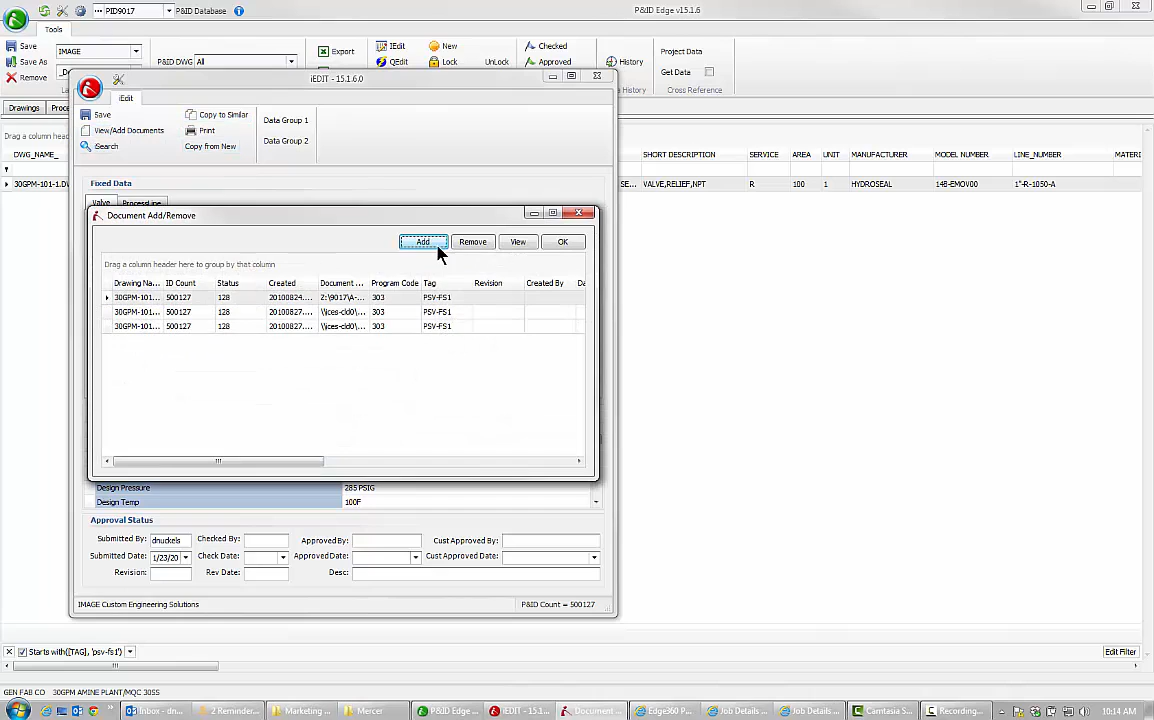 PID9017 P&ID Database
P&ID Edge v15.1.6
Tools
Save IMAGE Export IEdit New Checked Project Data
Save As P&ID DWG All QEdit Lock UnLock Approved History Get Data
Remove Cross Reference
Drawings
Drag a column
DWG_NAME_ SHORT DESCRIPTION SERVICE AREA UNIT MANUFACTURER MODEL NUMBER LINE_NUMBER
30GPM-101-1.D SE... VALVE,RELIEF,NPT R 100 1 HYDROSEAL 14B-EMOV00 1"-R-1050-A
iEDIT - 15.1.6.0
iEdit
Save Copy to Similar Data Group 1
View/Add Documents Print
iSearch Copy from New Data Group 2
Fixed Data
Valve ProcessLine
Document Add/Remove
Add Remove View OK
Drag a column header here to group by that column
Drawing Na... ID Count Status Created Document ... Program Code Tag Revision Created By Da
30GPM-101... 500127 128 20100824... Z:\9017\A-... 303 PSV-FS1
30GPM-101... 500127 128 20100827... \\ices-cld0\... 303 PSV-FS1
30GPM-101... 500127 128 20100827... \\ices-cld0\... 303 PSV-FS1
Design Pressure 285 PSIG
Design Temp 100F
Approval Status
Submitted By: dnuckels Checked By: Approved By: Cust Approved By:
Submitted Date: 1/23/20 Check Date: Approved Date: Cust Approved Date:
Revision: Rev Date: Desc:
IMAGE Custom Engineering Solutions P&ID Count = 500127
Starts with([TAG], 'psv-fs1') Edit Filter
GEN FAB CO 30GPM AMINE PLANT/MQC 30SS
Inbox - dn... 2 Reminder... Marketing ... Mercer P&ID Edge ... iEDIT - 15.1... Document ... Edge360 P... Job Details ... Job Details ... Camtasia S... Recording... 10:14 AM